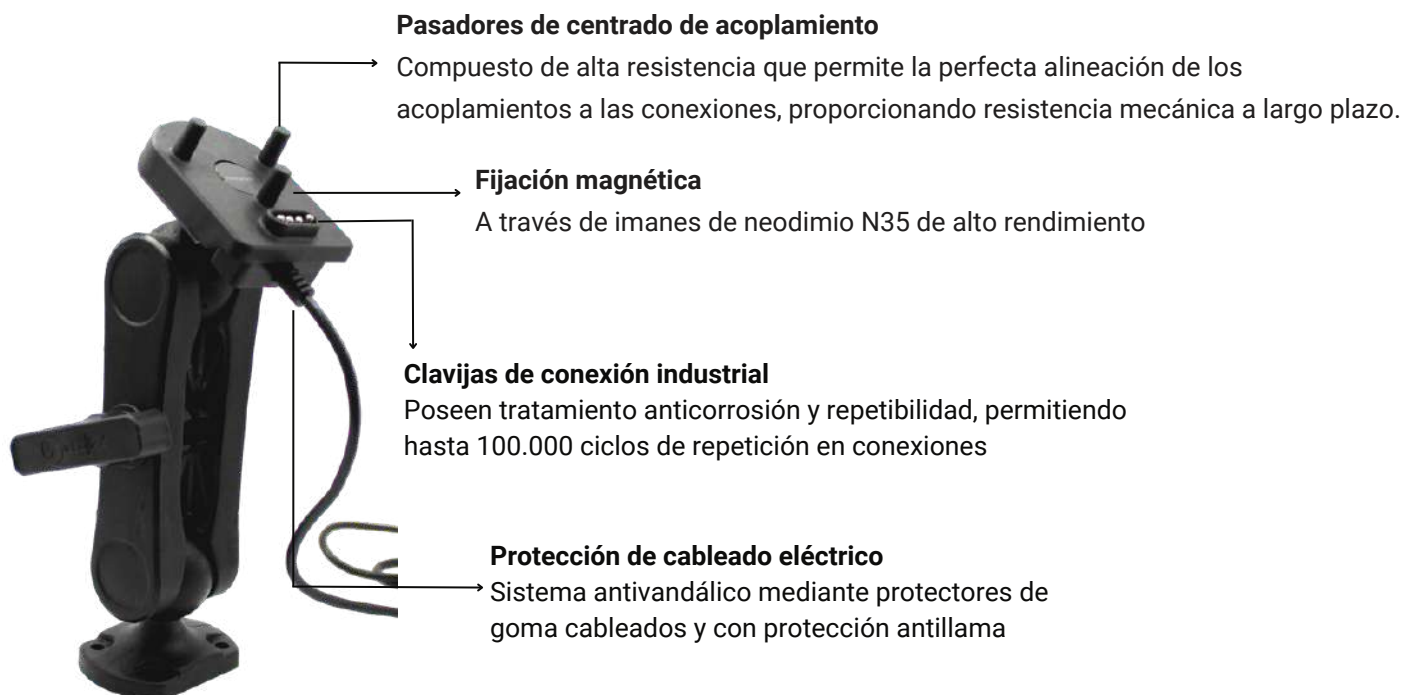 Pasadores de centrado de acoplamiento
Compuesto de alta resistencia que permite la perfecta alineación de los
acoplamientos a las conexiones, proporcionando resistencia mecánica a largo plazo.
Fijación magnética
A través de imanes de neodimio N35 de alto rendimiento
Clavijas de conexión industrial
Poseen tratamiento anticorrosión y repetibilidad, permitiendo
hasta 100.000 ciclos de repetición en conexiones
Protección de cableado eléctrico
Sistema antivandálico mediante protectores de
goma cableados y con protección antillama